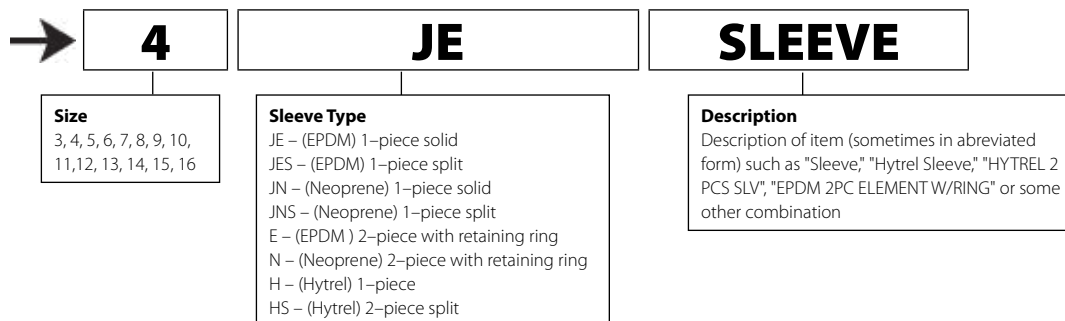 4 JE SLEEVE
Size
3, 4, 5, 6, 7, 8, 9, 10,
11,12, 13, 14, 15, 16
Sleeve Type
JE – (EPDM) 1–piece solid
JES – (EPDM) 1–piece split
JN – (Neoprene) 1–piece solid
JNS – (Neoprene) 1–piece split
E – (EPDM ) 2–piece with retaining ring
N – (Neoprene) 2–piece with retaining ring
H – (Hytrel) 1–piece
HS – (Hytrel) 2–piece split
Description
Description of item (sometimes in abreviated
form) such as "Sleeve," "Hytrel Sleeve," "HYTREL 2
PCS SLV", "EPDM 2PC ELEMENT W/RING" or some
other combination